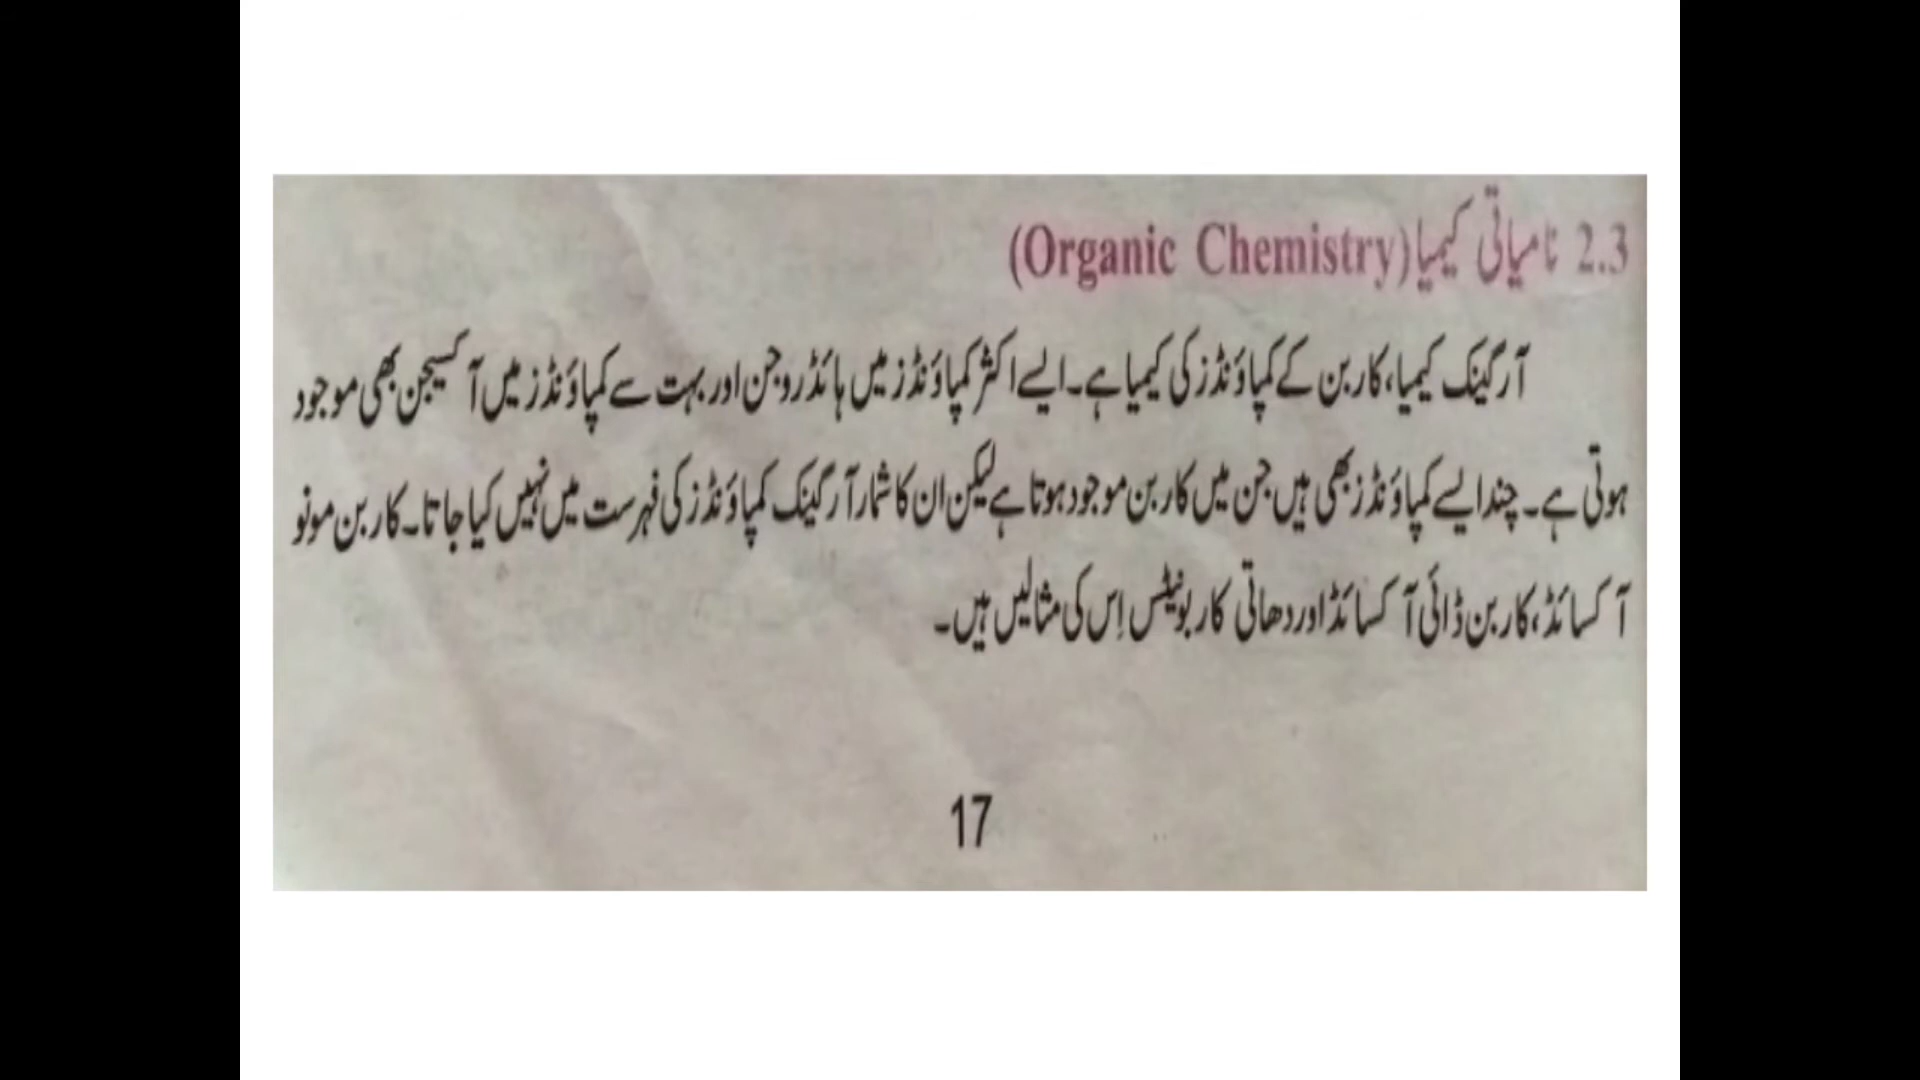 2.3 نامیاتی کیمیا (Organic Chemistry)
آرگینک کیمیا، کاربن کے کمپاؤنڈز کی کیمیا ہے۔ ایسے اکثر کمپاؤنڈز میں ہائڈروجن اور بہت سے کمپاؤنڈز میں آکسیجن بھی موجود
ہوتی ہے۔ چند ایسے کمپاؤنڈز بھی ہیں جن میں کاربن موجود ہوتا ہے لیکن ان کا شمار آرگینک کمپاؤنڈز کی فہرست میں نہیں کیا جاتا۔ کاربن مونو
آکسائڈ، کاربن ڈائی آکسائڈ اور دھاتی کاربونیٹس اِس کی مثالیں ہیں۔
17